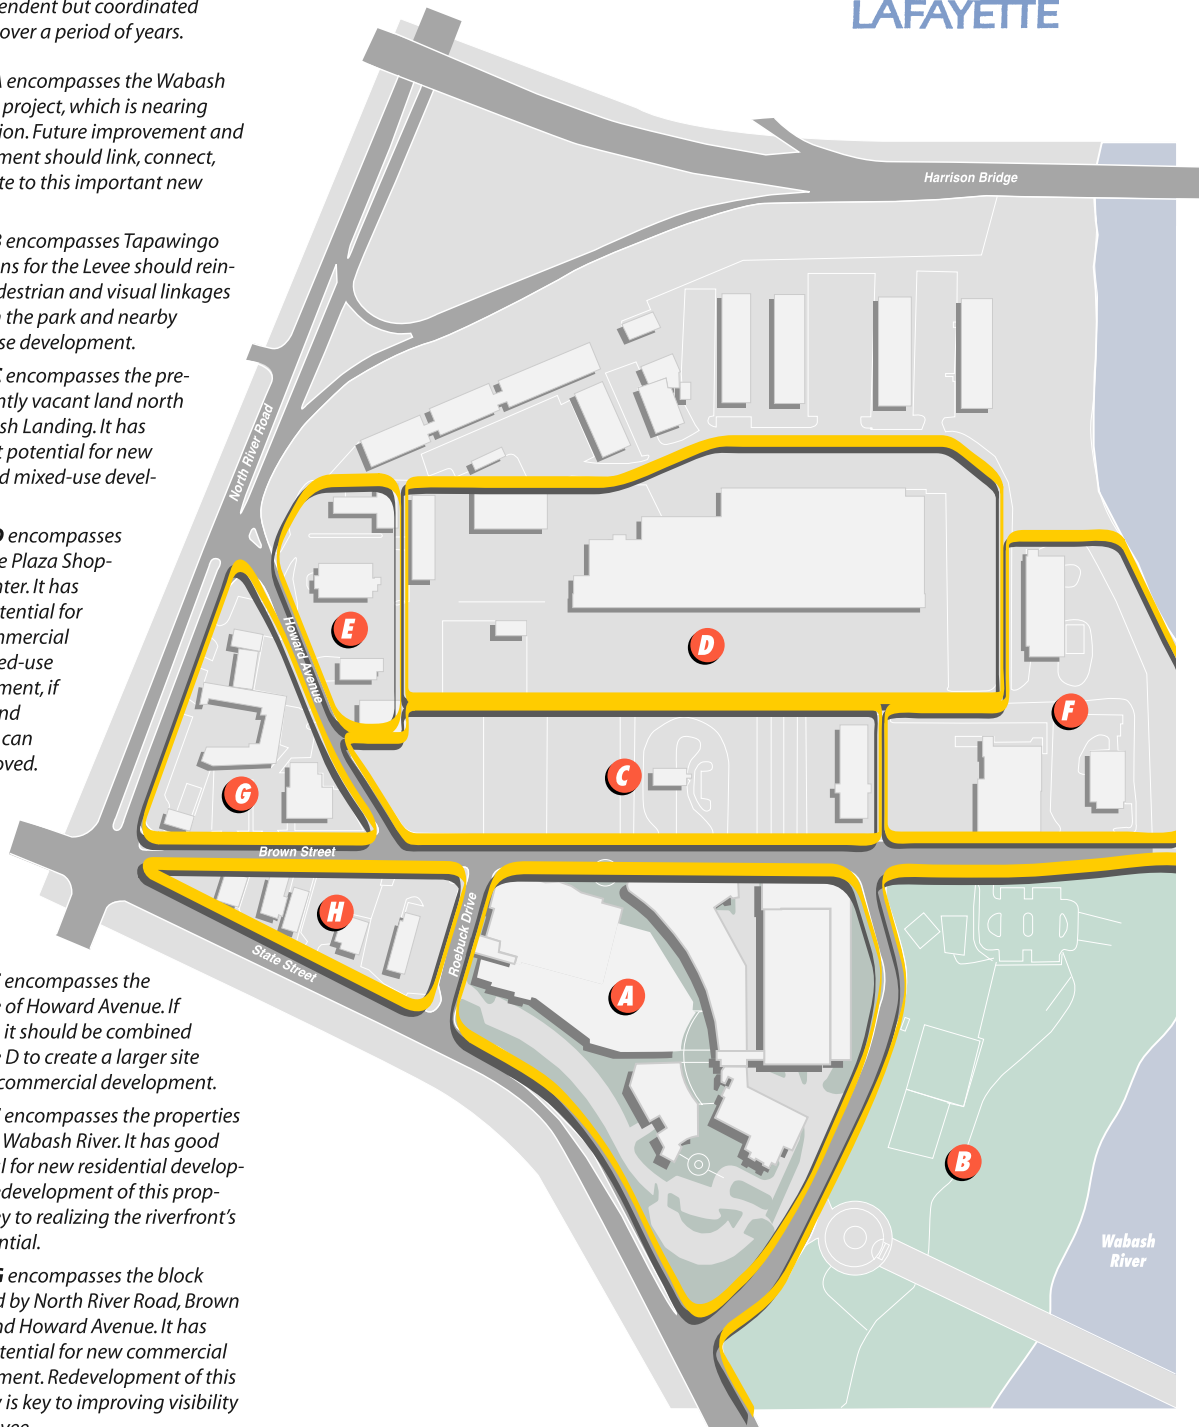 endent but coordinated
over a period of years.
A encompasses the Wabash
project, which is nearing
ion. Future improvement and
ment should link, connect,
te to this important new
B encompasses Tapawingo
ns for the Levee should rein-
destrian and visual linkages
n the park and nearby
se development.
C encompasses the pre-
ntly vacant land north
sh Landing. It has
t potential for new
d mixed-use devel-
D encompasses
e Plaza Shop-
nter. It has
tential for
mmercial
ed-use
ment, if
nd
can
oved.
E encompasses the
e of Howard Avenue. If
it should be combined
e D to create a larger site
commercial development.
F encompasses the properties
Wabash River. It has good
l for new residential develop-
edevelopment of this prop-
ey to realizing the riverfront's
ntial.
G encompasses the block
d by North River Road, Brown
nd Howard Avenue. It has
tential for new commercial
ment. Redevelopment of this
y is key to improving visibility
evee.
LAFAYETTE
Harrison Bridge
North River Road
Howard Avenue
E
D
F
C
G
Brown Street
H
Roebuck Drive
State Street
A
B
Wabash
River